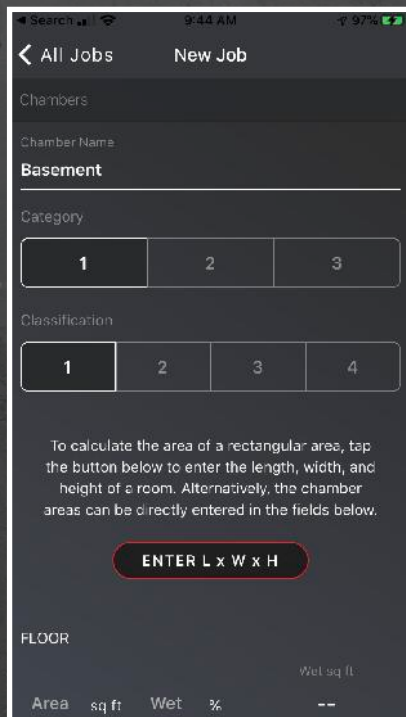 Search 9:44 AM 97%
All Jobs New Job
Chambers
Chamber Name
Basement
Category
1 2 3
Classification
1 2 3 4
To calculate the area of a rectangular area, tap
the button below to enter the length, width, and
height of a room. Alternatively, the chamber
areas can be directly entered in the fields below.
ENTER L x W x H
FLOOR
Wet sq ft
Area sq ft Wet % --